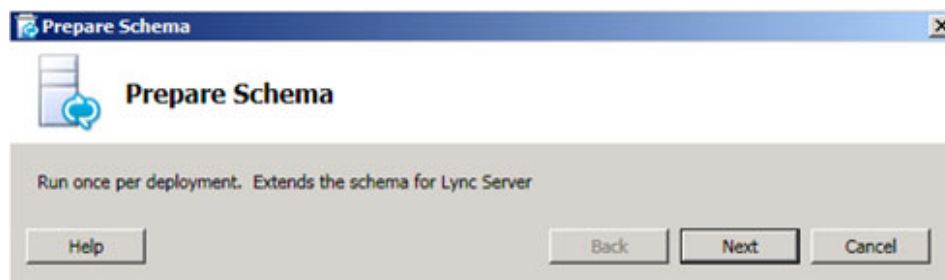 Prepare Schema
Prepare Schema
Run once per deployment. Extends the schema for Lync Server
Help Back Next Cancel